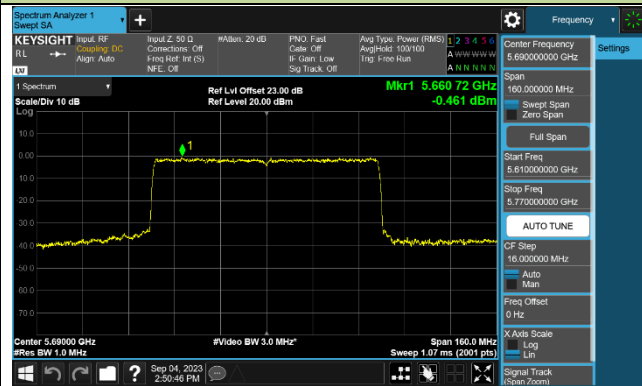 Spectrum Analyzer 1
Swept SA
+
Frequency
KEYSIGHT
RL
LXI
Input: RF
Coupling: DC
Align: Auto
Input Z: 50 Ω
Corrections: Off
Freq Ref: Int (S)
NFE: Off
#Atten: 20 dB
PNO: Fast
Gate: Off
IF Gain: Low
Sig Track: Off
Avg Type: Power (RMS)
Avg|Hold: 100/100
Trig: Free Run
1 2 3 4 5 6
A W W W W W
A N N N N N
1 Spectrum
Scale/Div 10 dB
Log
Ref Lvl Offset 23.00 dB
Ref Level 20.00 dBm
Mkr1 5.660 72 GHz
-0.461 dBm
10.0
0.00
-10.0
-20.0
-30.0
-40.0
-50.0
-60.0
-70.0
1
Center 5.69000 GHz
#Res BW 1.0 MHz
#Video BW 3.0 MHz*
Span 160.0 MHz
Sweep 1.07 ms (2001 pts)
Sep 04, 2023
2:50:46 PM
?
Center Frequency
5.690000000 GHz
Span
160.000000 MHz
Swept Span
Zero Span
Full Span
Start Freq
5.610000000 GHz
Stop Freq
5.770000000 GHz
AUTO TUNE
CF Step
16.000000 MHz
Auto
Man
Freq Offset
0 Hz
X Axis Scale
Log
Lin
Signal Track
(Span Zoom)
Settings